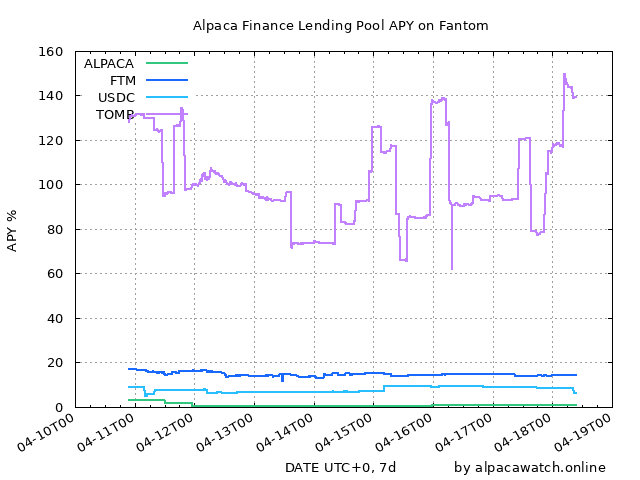 Alpaca Finance Lending Pool APY on Fantom
APY %
160
140
120
100
80
60
40
20
0
ALPACA
FTM
USDC
TOMB
04-10T00
04-11T00
04-12T00
04-13T00
04-14T00
04-15T00
04-16T00
04-17T00
04-18T00
04-19T00
DATE UTC+0, 7d
by alpacawatch.online